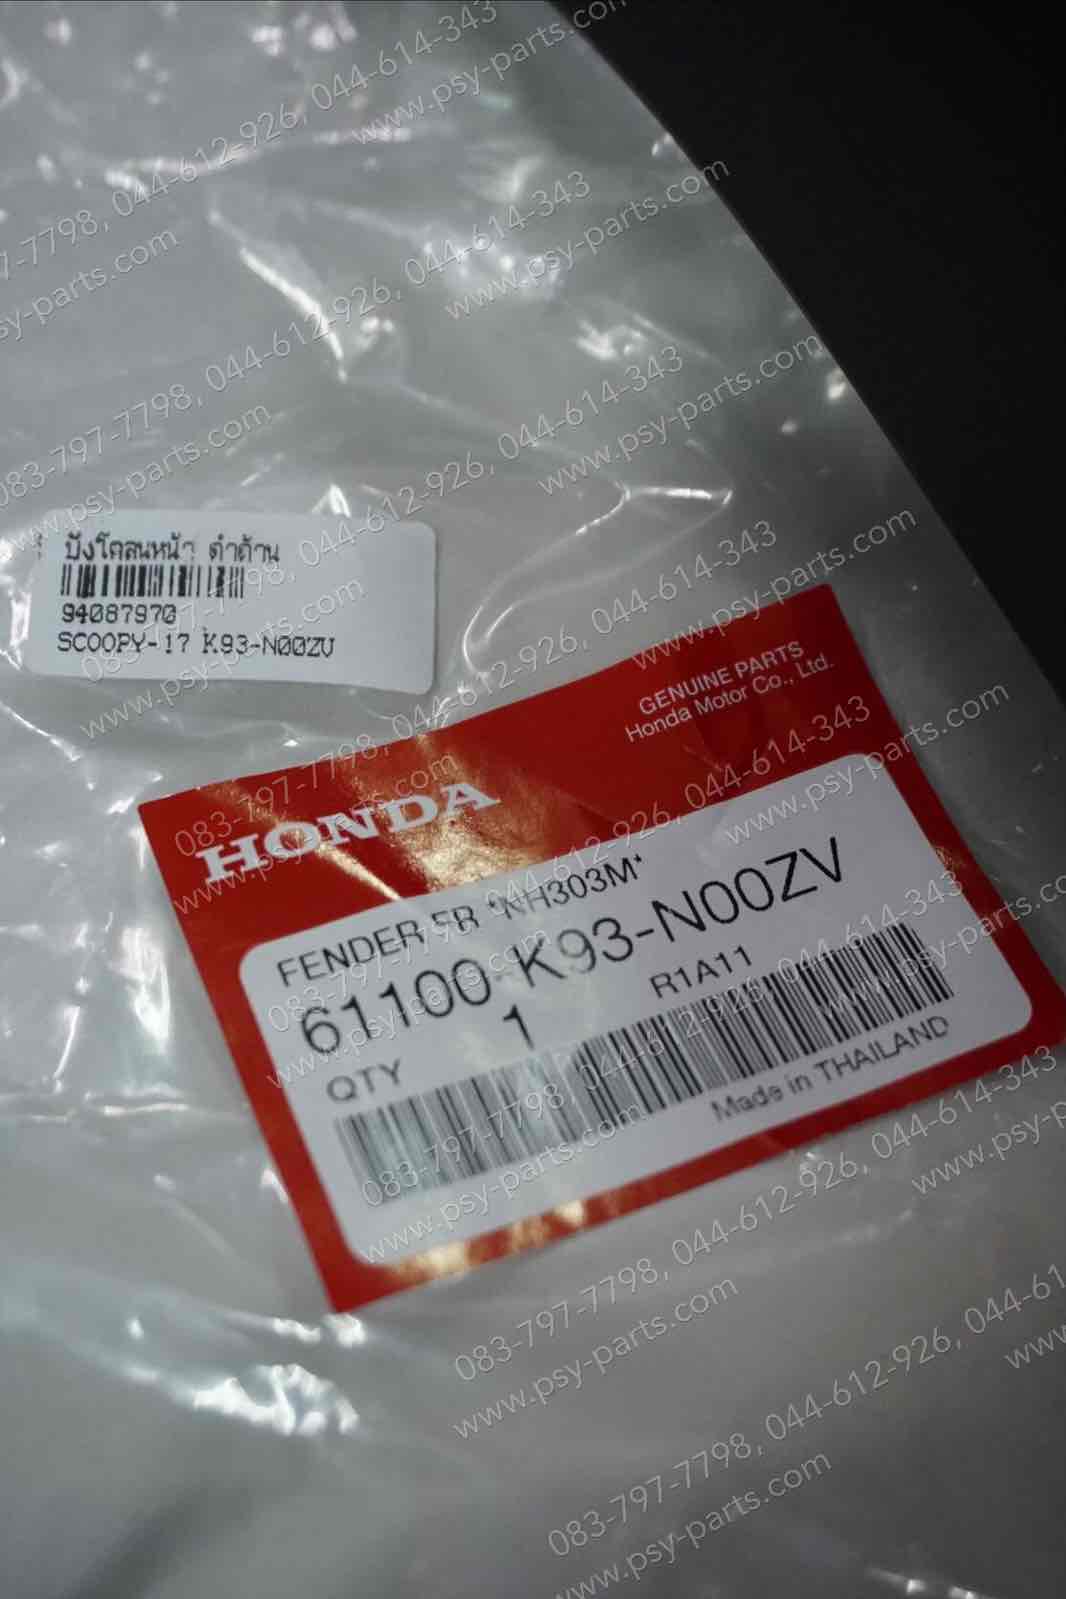 083-797-7798, 044-612-926, 044-614-343
www.psy-parts.com
ปังโคลนหน้า ดำด้าน
94087970
SCOOPY-17 K93-N00ZV
GENUINE PARTS
Honda Motor Co., Ltd.
HONDA
FENDER FR *NH303M*
61100-K93-N00ZV
QTY 1 R1A11
Made in THAILAND